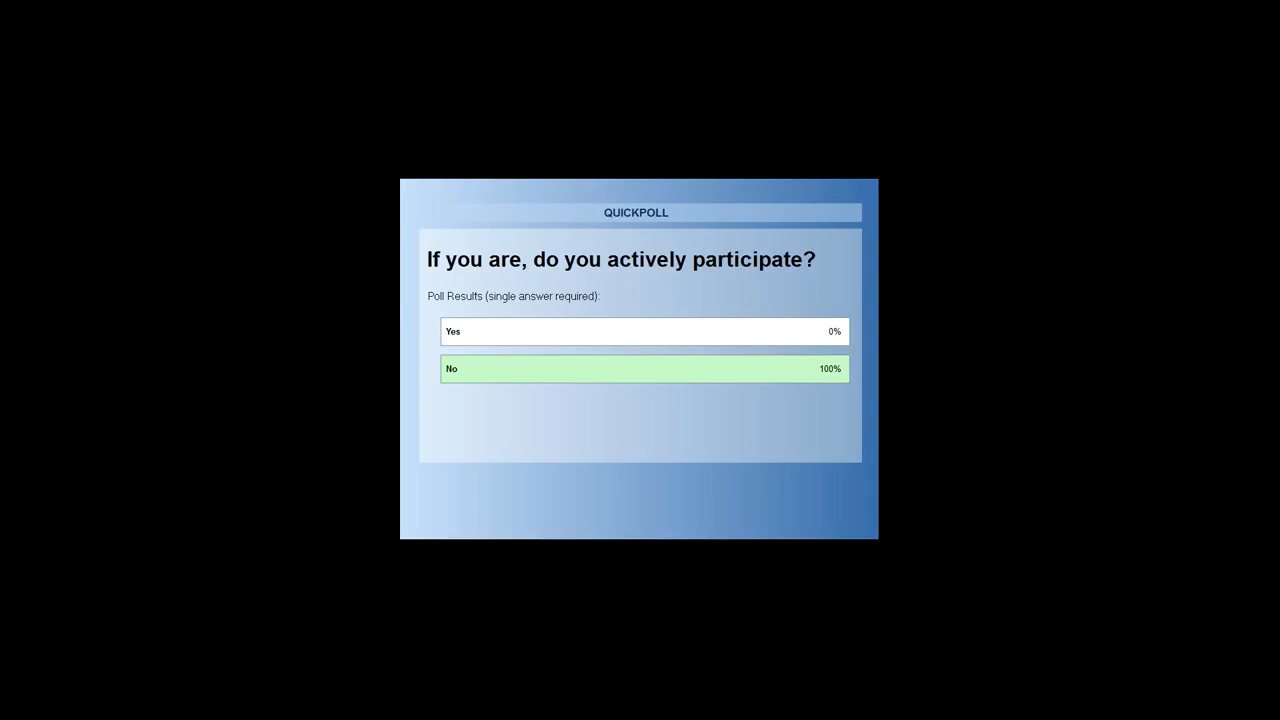 QUICKPOLL
If you are, do you actively participate?
Poll Results (single answer required):
Yes 0%
No 100%